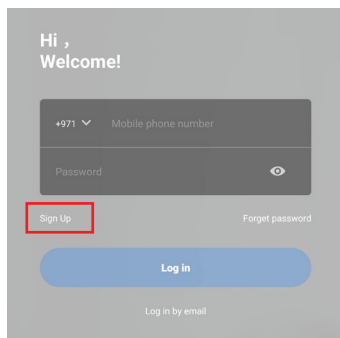 Hi ,
Welcome!
+971 Mobile phone number
Password
Sign Up Forget password
Log in
Log in by email